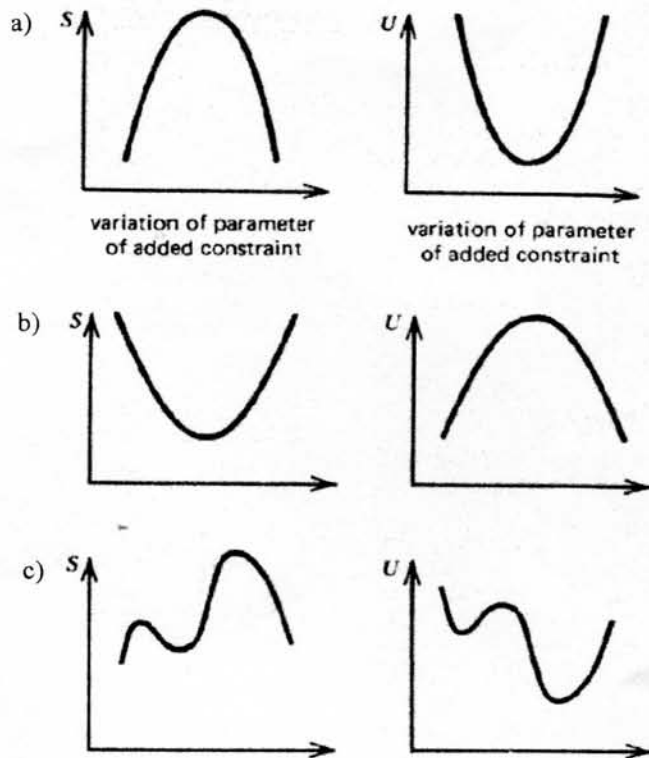 a)
S
U
variation of parameter
of added constraint
variation of parameter
of added constraint
b)
S
U
c)
S
U